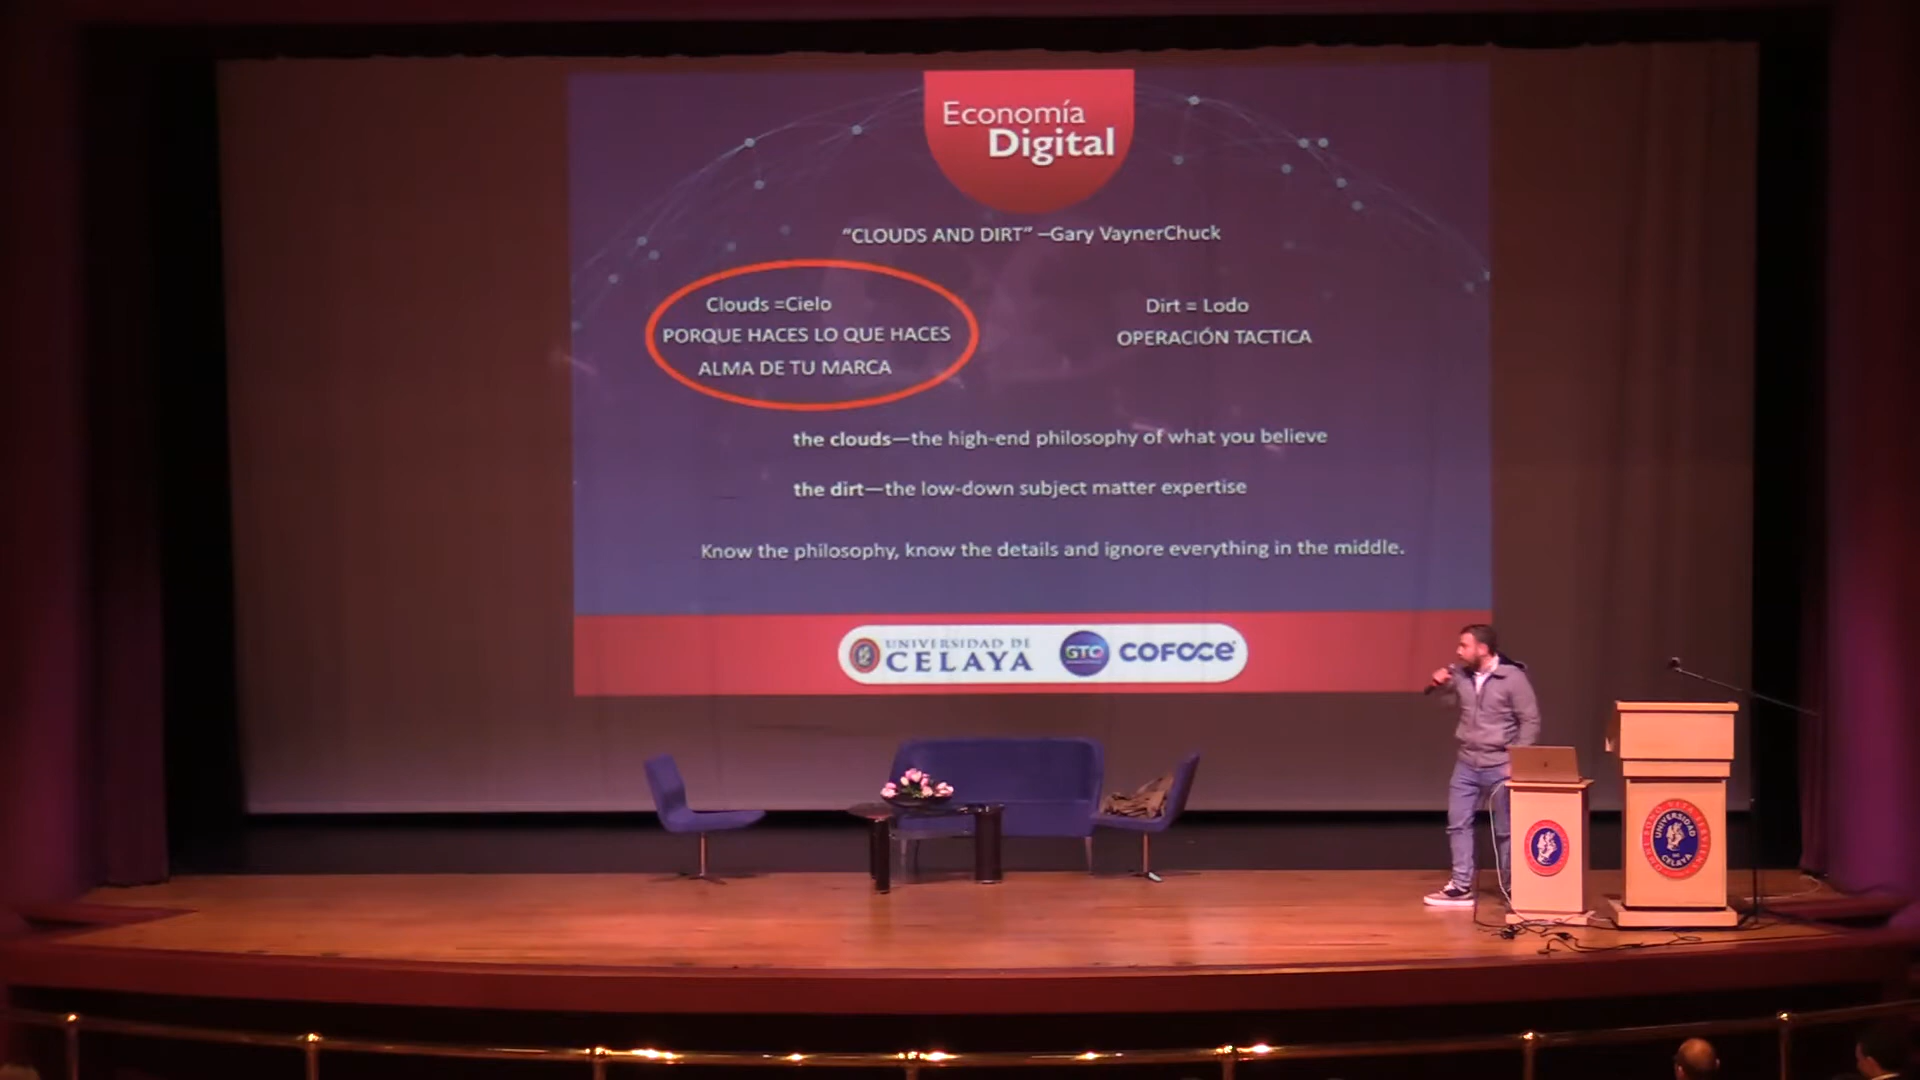 Economía
Digital
“CLOUDS AND DIRT” –Gary VaynerChuck
Clouds =Cielo
PORQUE HACES LO QUE HACES
ALMA DE TU MARCA
Dirt = Lodo
OPERACIÓN TACTICA
the clouds—the high-end philosophy of what you believe
the dirt—the low-down subject matter expertise
Know the philosophy, know the details and ignore everything in the middle.
UNIVERSIDAD DE
CELAYA
GTO
COFOCE
UNIVERSIDAD
DE
CELAYA